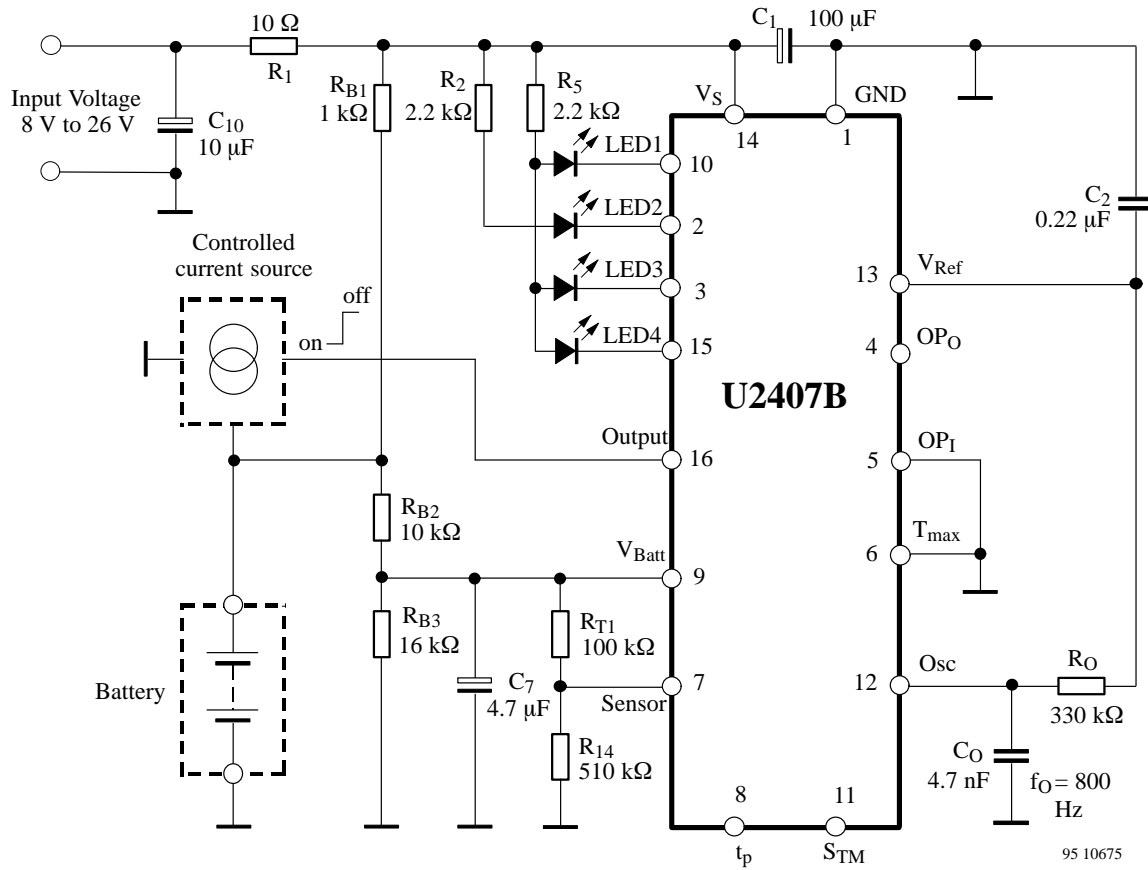 10 Ω
R1
Input Voltage
8 V to 26 V
C10
10 µF
RB1
1 kΩ
R2
2.2 kΩ
R5
2.2 kΩ
C1
100 µF
VS
GND
14
1
LED1
10
LED2
2
LED3
3
LED4
15
C2
0.22 µF
13
VRef
4
OPO
U2407B
Controlled
current source
off
on
Output
16
5
OPI
6
Tmax
RB2
10 kΩ
VBatt
9
RB3
16 kΩ
RT1
100 kΩ
Battery
C7
4.7 µF
7
Sensor
R14
510 kΩ
12
Osc
RO
330 kΩ
CO
4.7 nF
fO = 800
Hz
8
11
tp
STM
95 10675